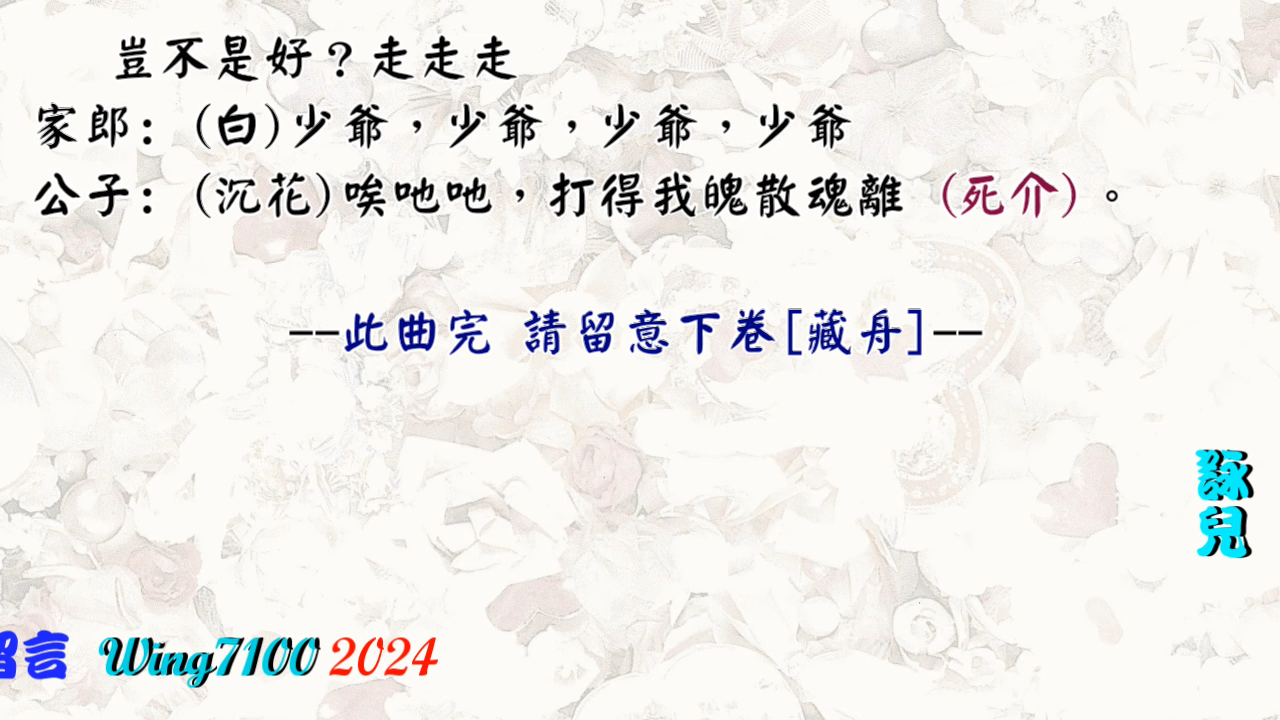 豈不是好？走走走
家郎：(白)少爺，少爺，少爺，少爺
公子：(沉花)唉吔吔，打得我魄散魂離 (死介)。
--此曲完 請留意下卷[藏舟]--
詠兒
留言 Wing7100 2024